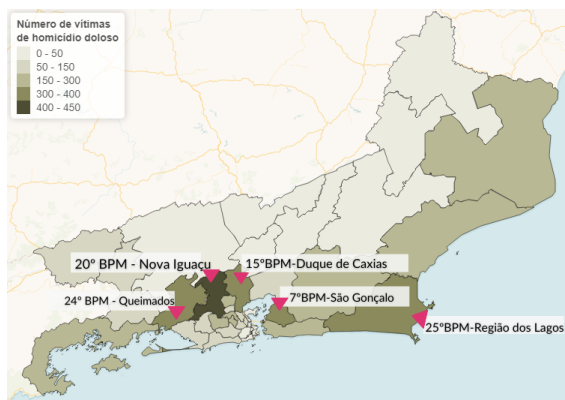 Número de vítimas
de homicídio doloso
0 - 50
50 - 150
150 - 300
300 - 400
400 - 450
20º BPM - Nova Iguaçu
15ºBPM-Duque de Caxias
24º BPM - Queimados
7ºBPM-São Gonçalo
25ºBPM-Região dos Lagos